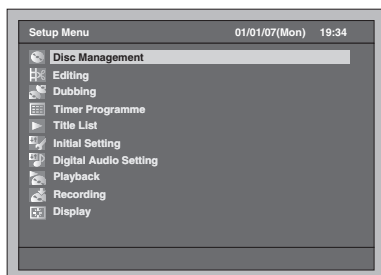 Setup Menu 01/01/07(Mon) 19:34
Disc Management
Editing
Dubbing
Timer Programme
Title List
Initial Setting
Digital Audio Setting
Playback
Recording
Display